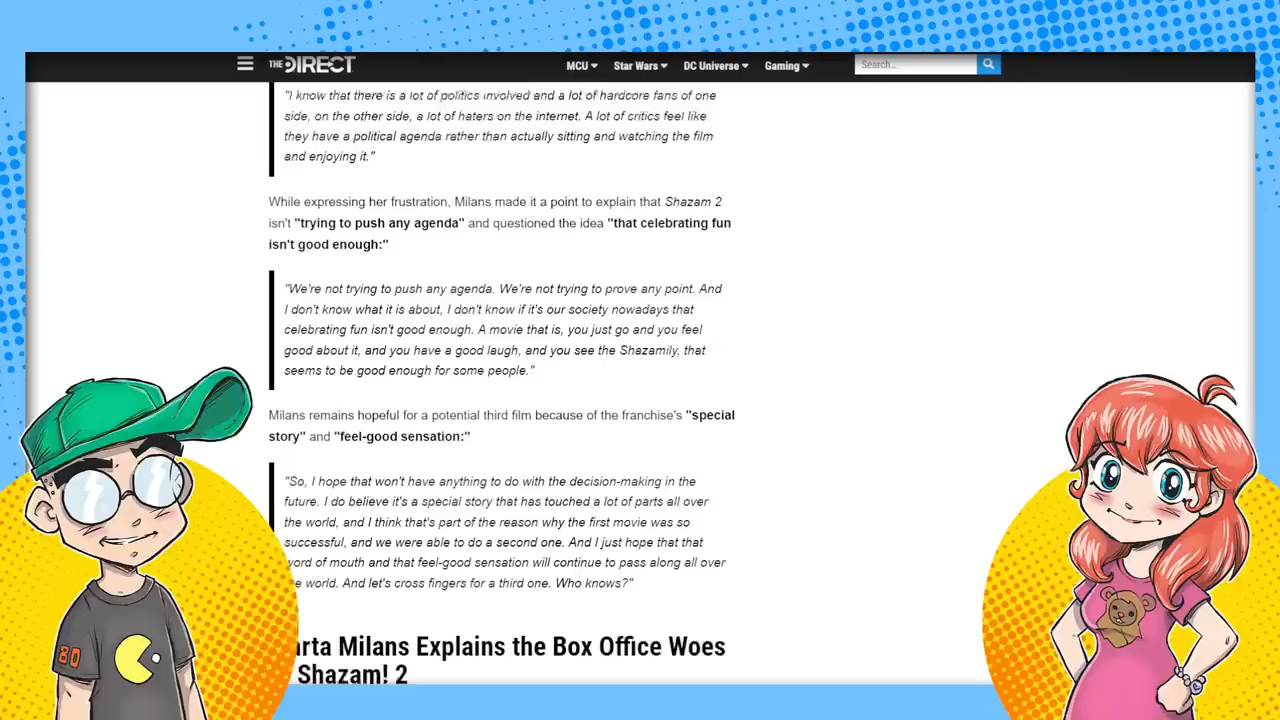 THE DIRECT
MCU Star Wars DC Universe Gaming Search...
"I know that there is a lot of politics involved and a lot of hardcore fans of one
side, on the other side, a lot of haters on the internet. A lot of critics feel like
they have a political agenda rather than actually sitting and watching the film
and enjoying it."
While expressing her frustration, Milans made it a point to explain that Shazam 2
isn't "trying to push any agenda" and questioned the idea "that celebrating fun
isn't good enough:"
"We're not trying to push any agenda. We're not trying to prove any point. And
I don't know what it is about, I don't know if it's our society nowadays that
celebrating fun isn't good enough. A movie that is, you just go and you feel
good about it, and you have a good laugh, and you see the Shazamily, that
seems to be good enough for some people."
Milans remains hopeful for a potential third film because of the franchise's "special
story" and "feel-good sensation:"
"So, I hope that won't have anything to do with the decision-making in the
future. I do believe it's a special story that has touched a lot of parts all over
the world, and I think that's part of the reason why the first movie was so
successful, and we were able to do a second one. And I just hope that that
word of mouth and that feel-good sensation will continue to pass along all over
e world. And let's cross fingers for a third one. Who knows?"
arta Milans Explains the Box Office Woes
Shazam! 2
80